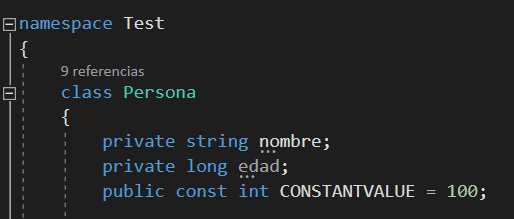 namespace Test
{
9 referencias
class Persona
{
private string nombre;
private long edad;
public const int CONSTANTVALUE = 100;